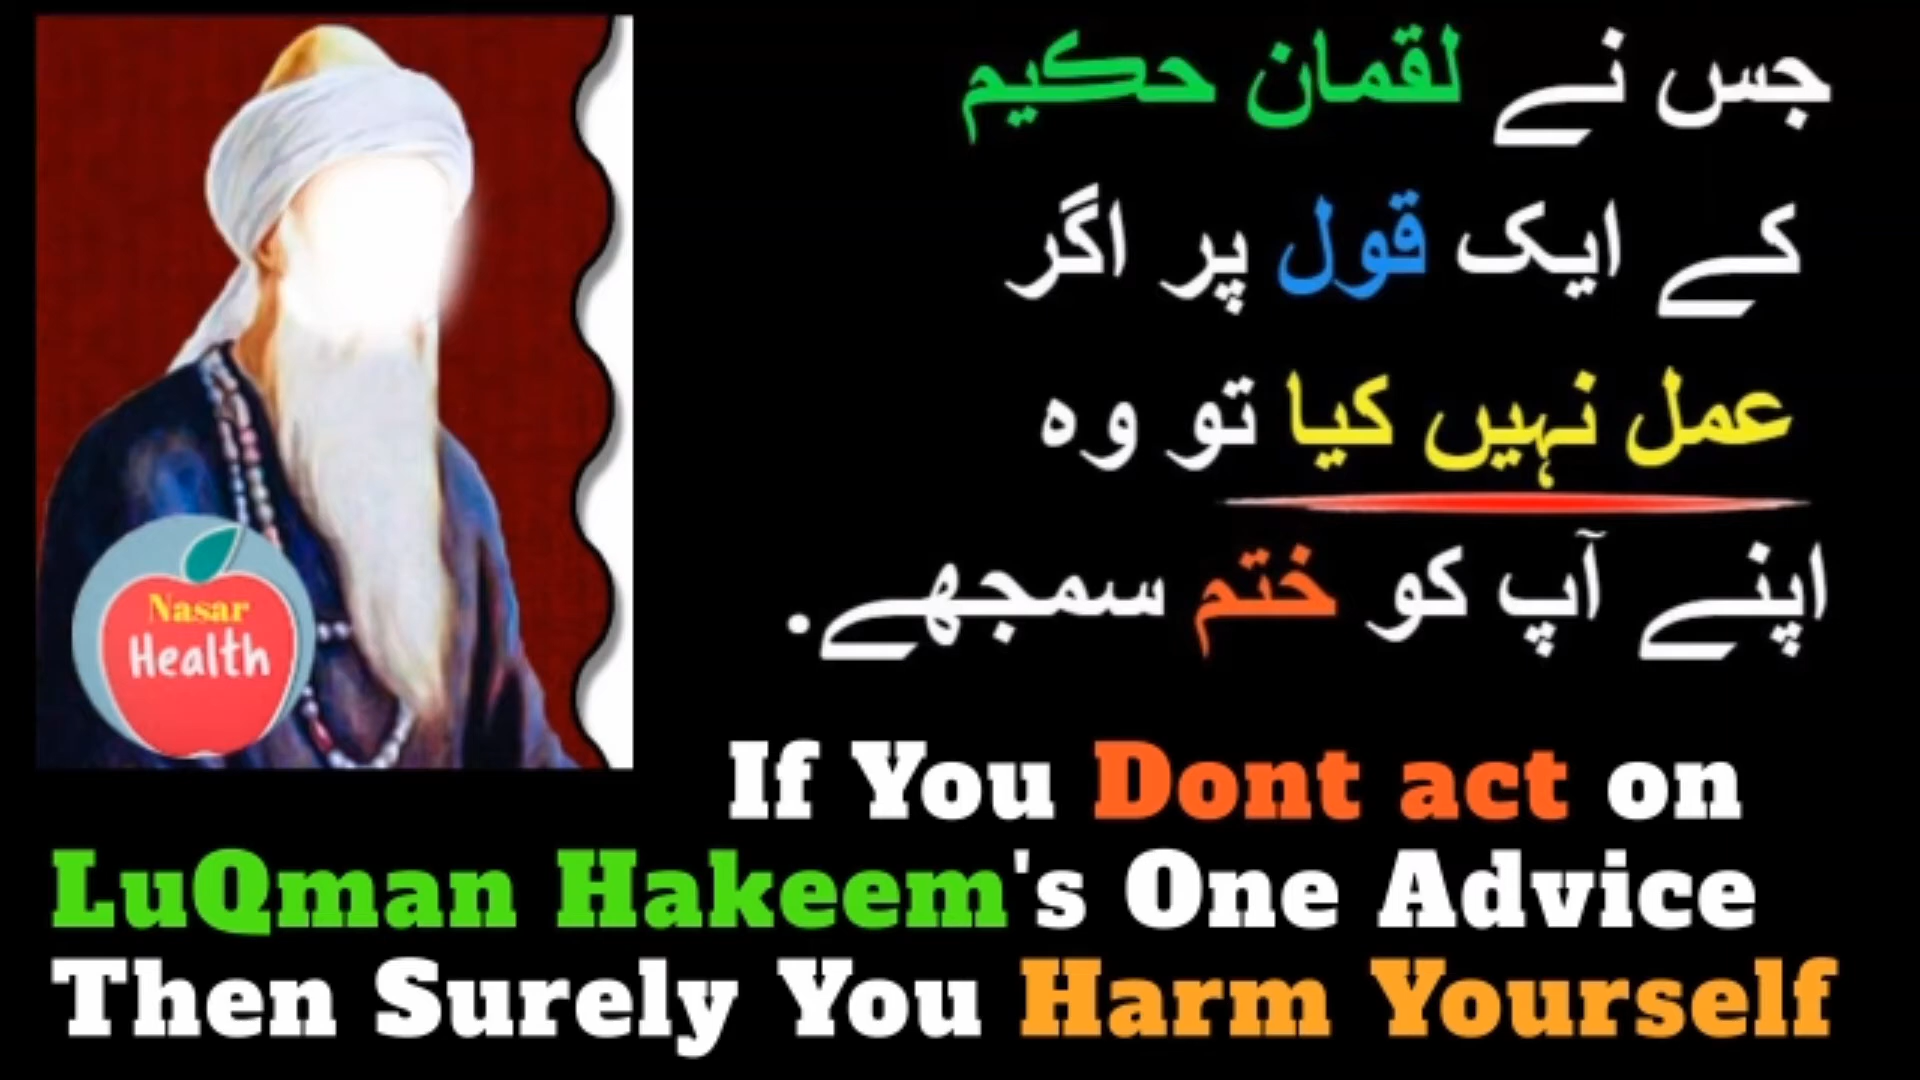 جس نے لقمان حکیم
کے ایک قول پر اگر
عمل نہیں کیا تو وہ
اپنے آپ کو ختم سمجھے.
Nasar
Health
If You Dont act on
LuQman Hakeem's One Advice
Then Surely You Harm Yourself